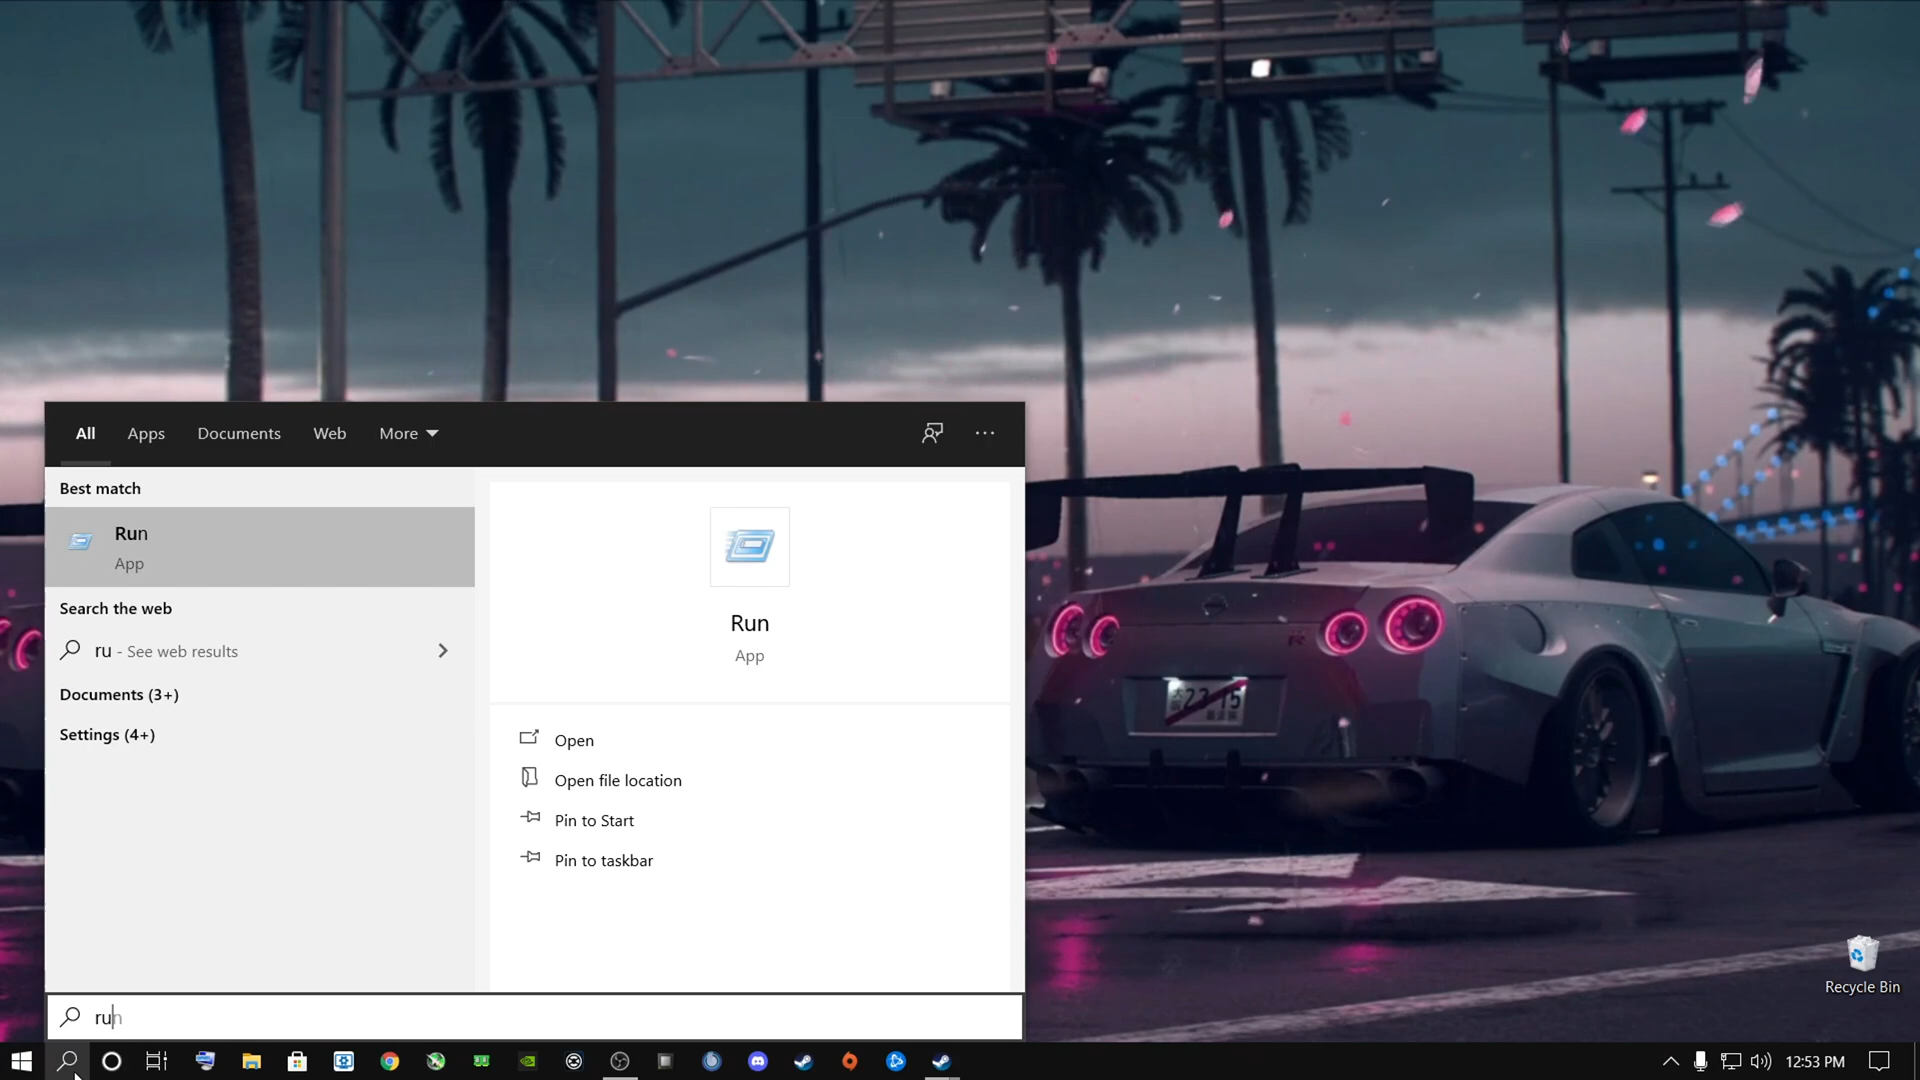 All Apps Documents Web More
Best match
Run
App
Search the web
ru - See web results
Documents (3+)
Settings (4+)
Run
App
Open
Open file location
Pin to Start
Pin to taskbar
run
23-15
Recycle Bin
12:53 PM